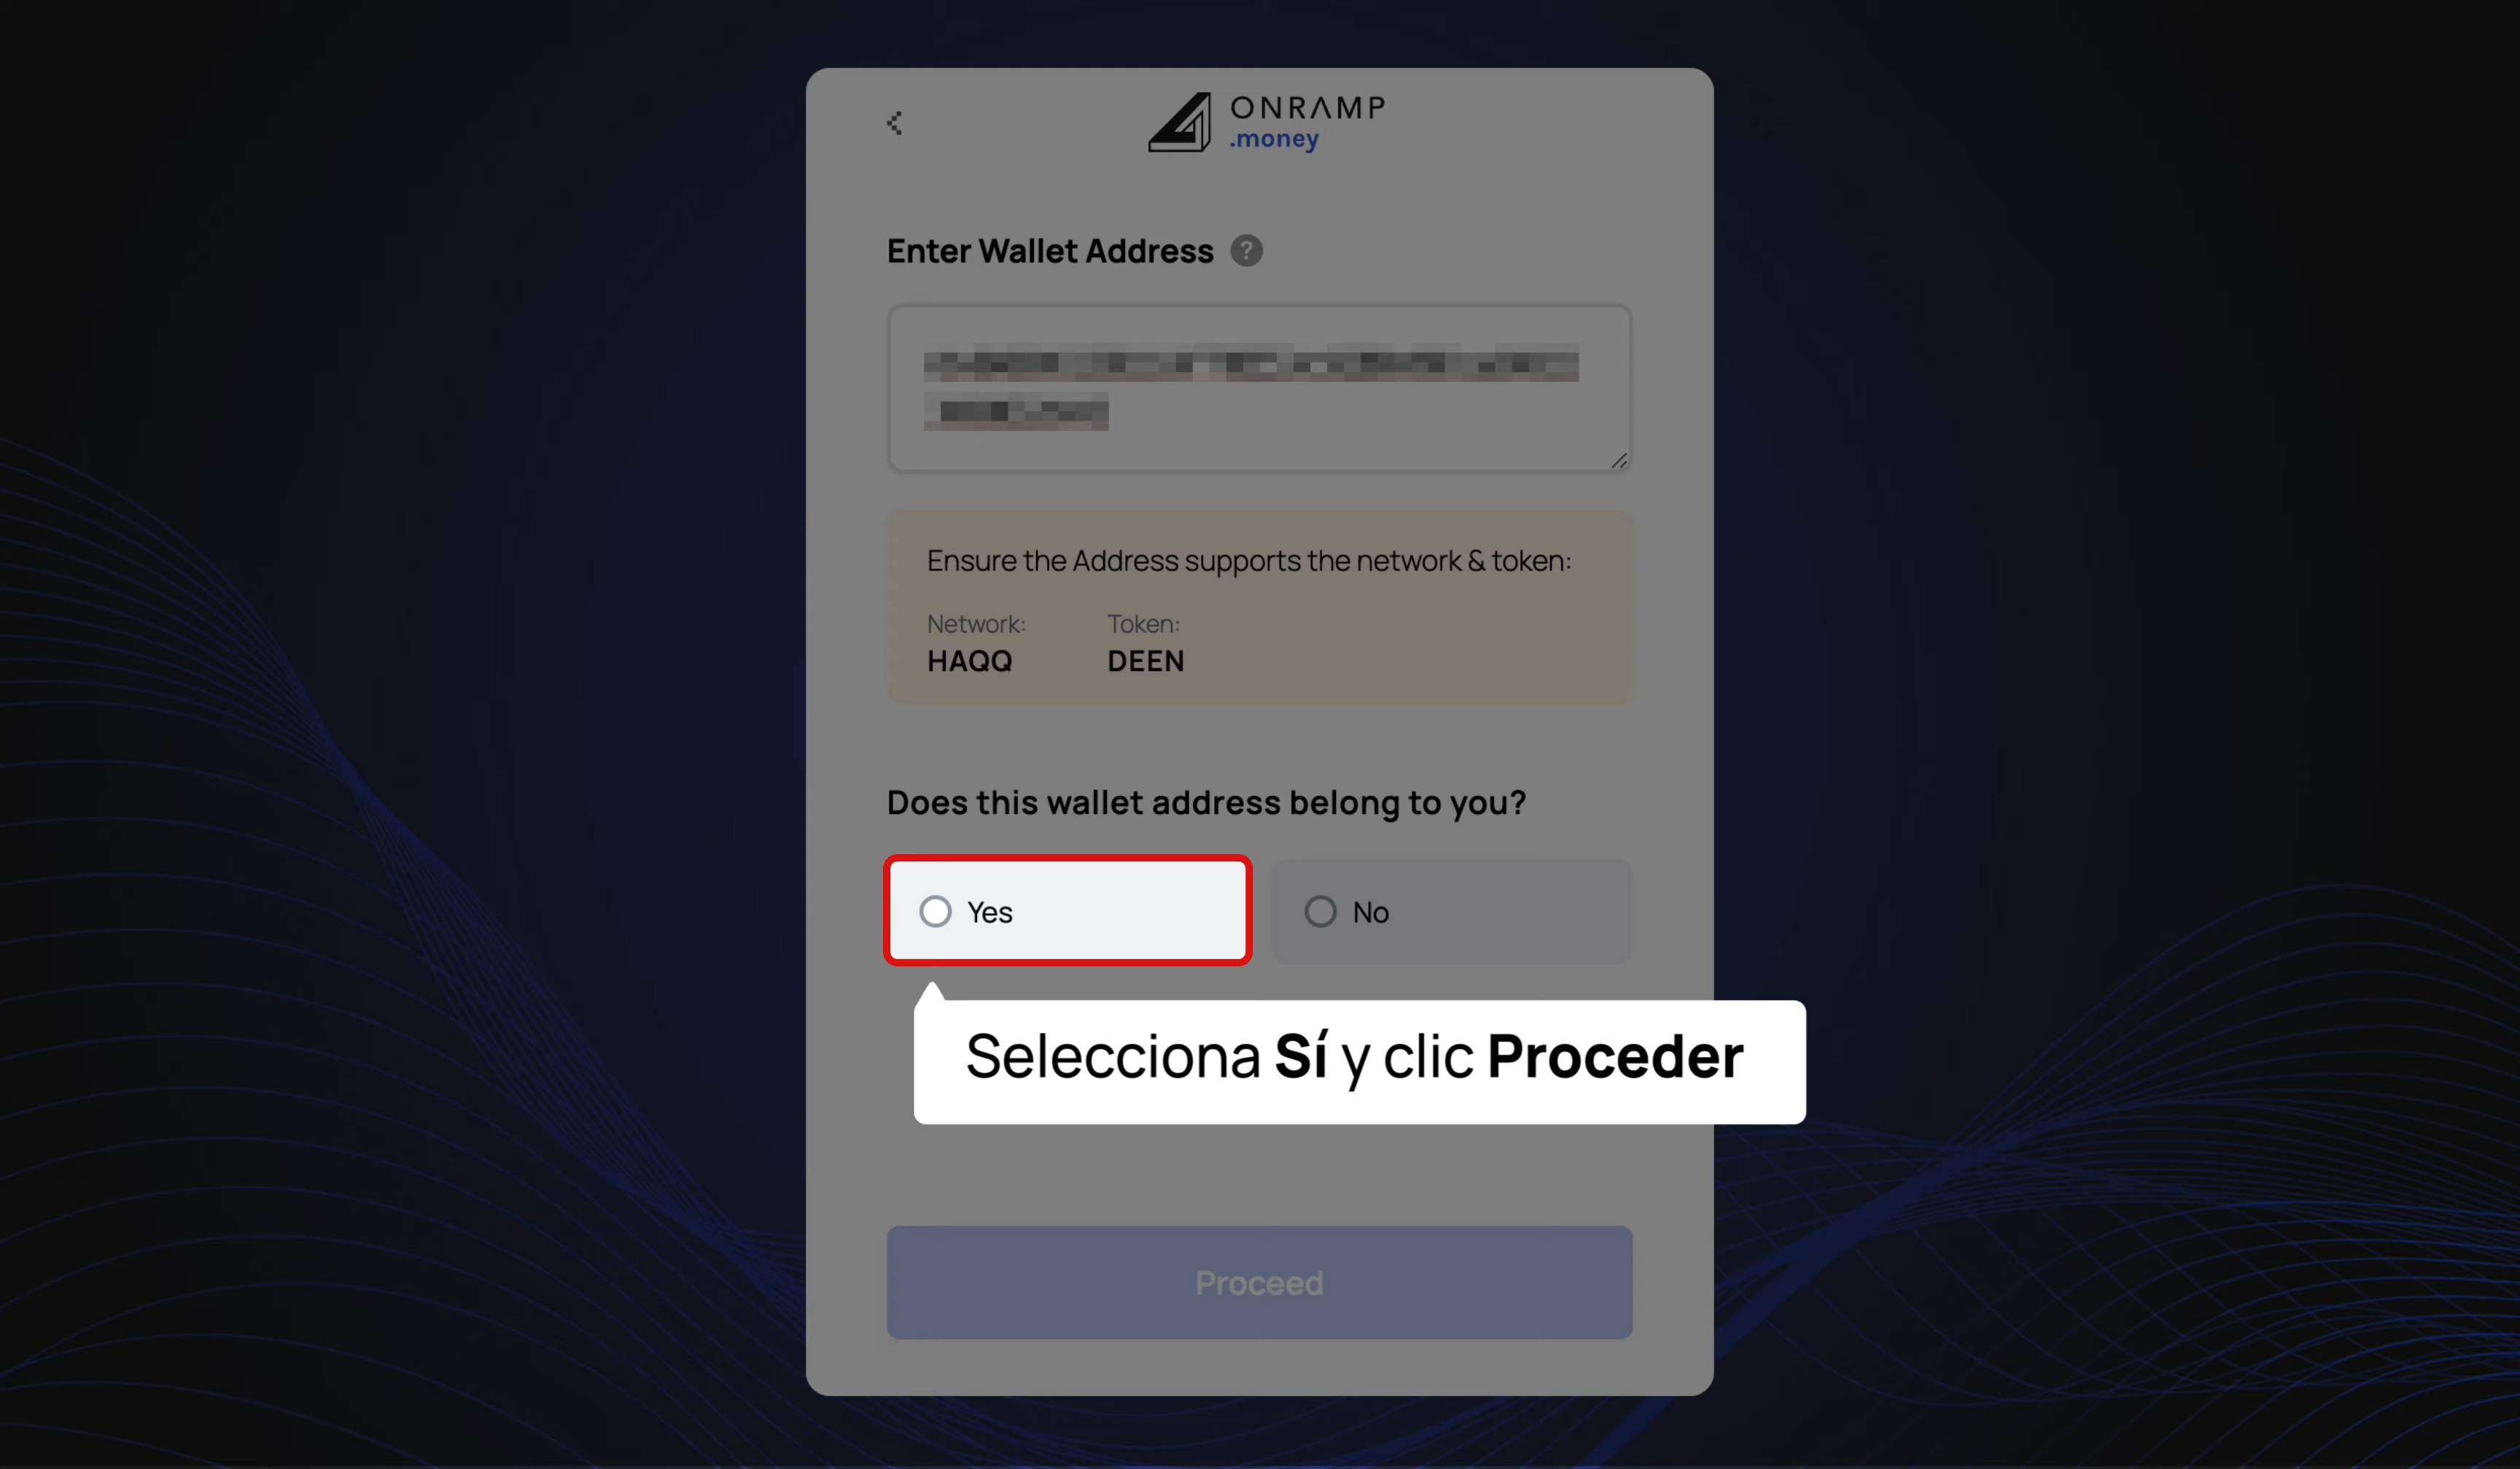 ONRAMP
.money
Enter Wallet Address ?
Ensure the Address supports the network & token:
Network: Token:
HAQQ DEEN
Does this wallet address belong to you?
Yes No
Selecciona Sí y clic Proceder
Proceed